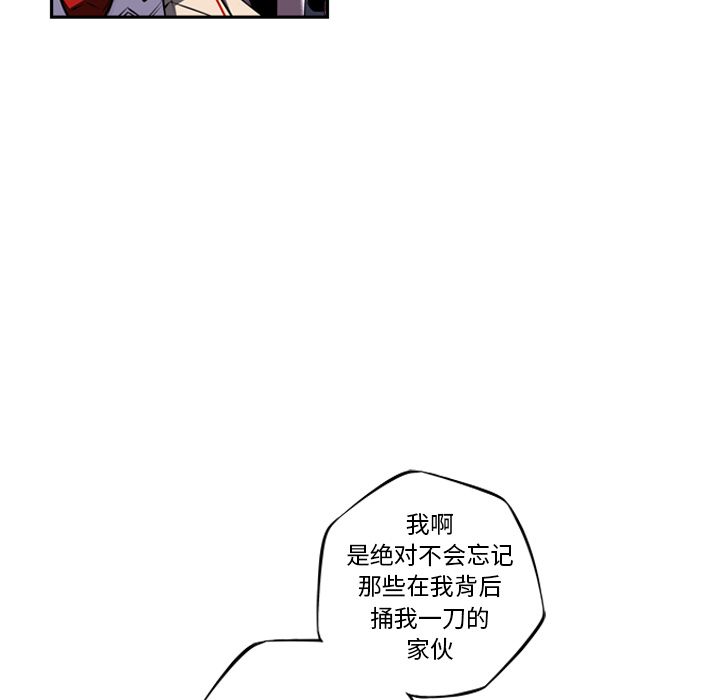 我啊
是绝对不会忘记
那些在我背后
捅我一刀的
家伙